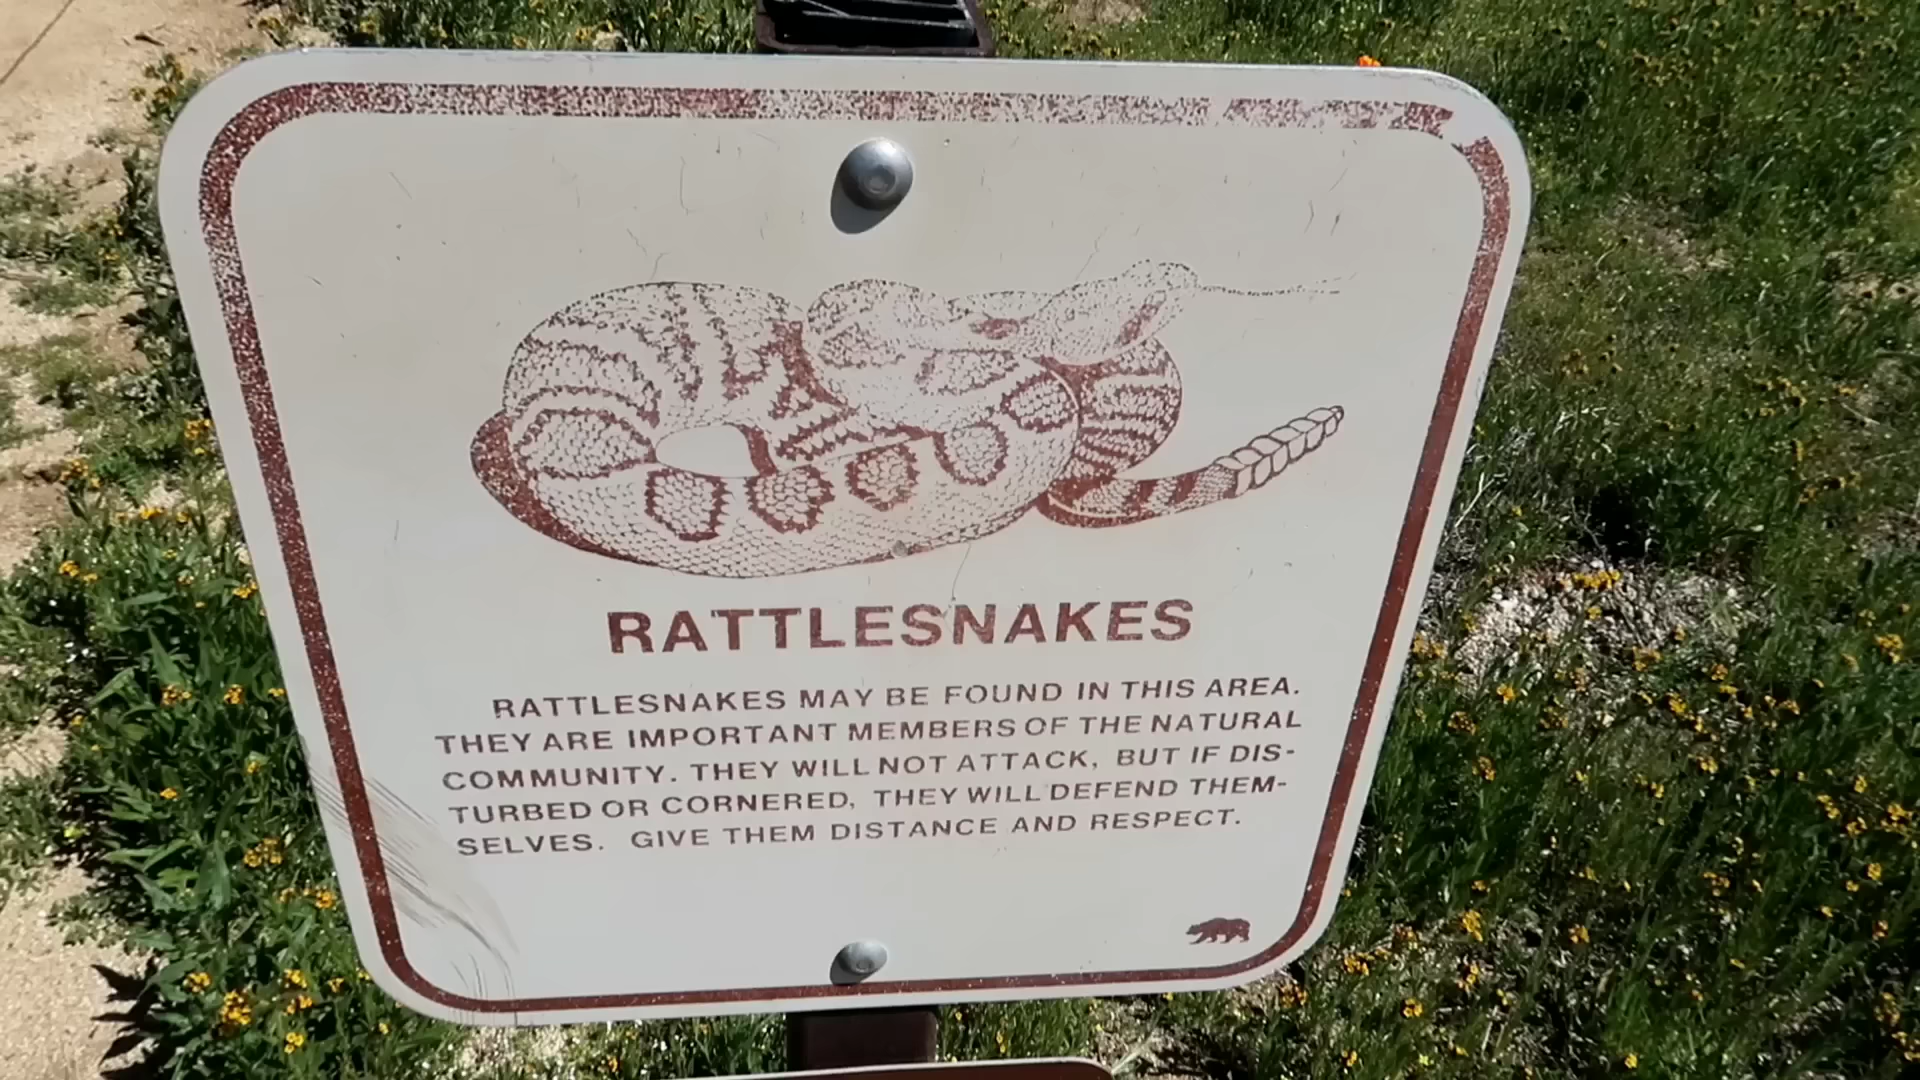 RATTLESNAKES
RATTLESNAKES MAY BE FOUND IN THIS AREA.
THEY ARE IMPORTANT MEMBERS OF THE NATURAL
COMMUNITY. THEY WILL NOT ATTACK, BUT IF DIS-
TURBED OR CORNERED, THEY WILL DEFEND THEM-
SELVES. GIVE THEM DISTANCE AND RESPECT.